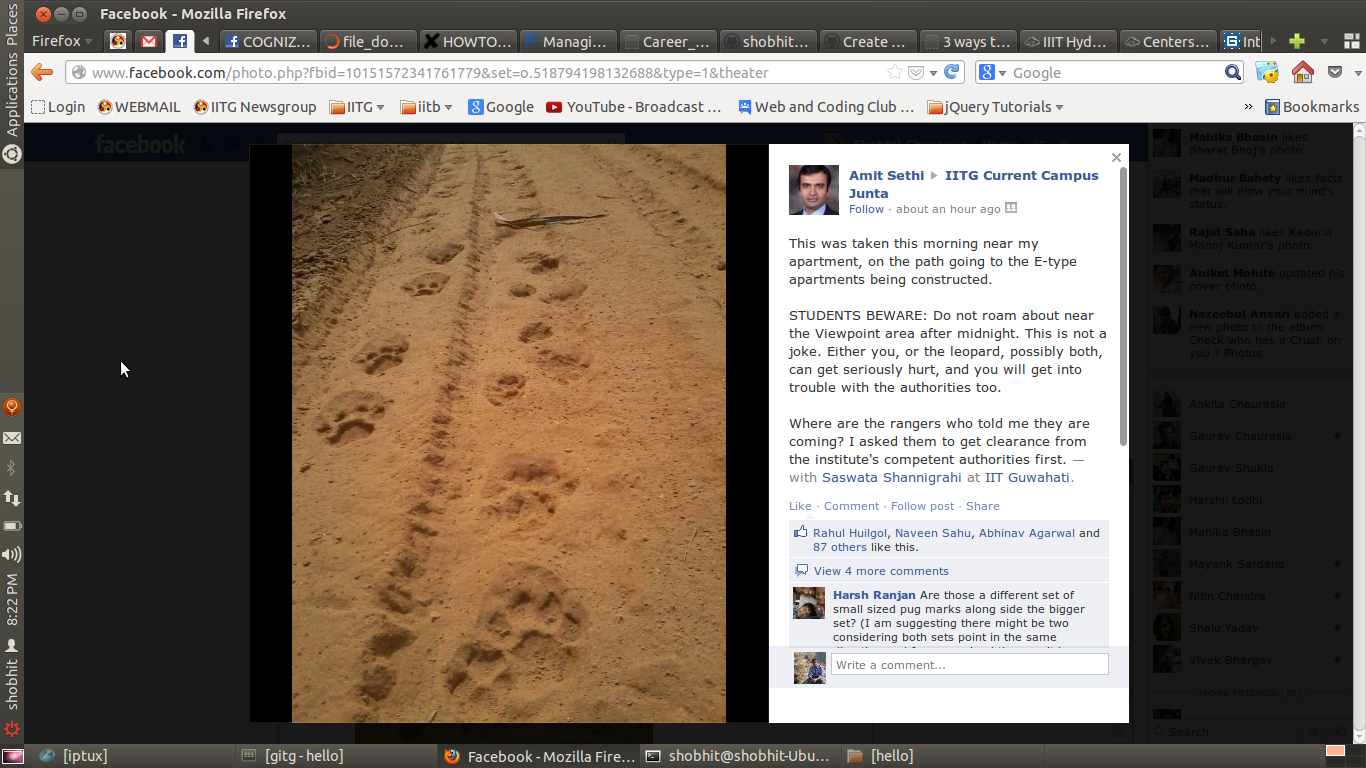 Facebook - Mozilla Firefox
Applications Places
Firefox
COGNIZ...
file_do...
HOWTO...
Managi...
Career_...
shobhit...
Create ...
3 ways t...
IIIT Hyd...
Centers...
Int
www.facebook.com/photo.php?fbid=10151572341761779&set=o.518794198132688&type=1&theater
Google
Login
WEBMAIL
IITG Newsgroup
IITG
iitb
Google
YouTube - Broadcast ...
Web and Coding Club ...
jQuery Tutorials
»
Bookmarks
facebook
Amit Sethi ▸ IITG Current Campus
Junta
Follow · about an hour ago
This was taken this morning near my
apartment, on the path going to the E-type
apartments being constructed.
STUDENTS BEWARE: Do not roam about near
the Viewpoint area after midnight. This is not a
joke. Either you, or the leopard, possibly both,
can get seriously hurt, and you will get into
trouble with the authorities too.
Where are the rangers who told me they are
coming? I asked them to get clearance from
the institute's competent authorities first. —
with Saswata Shannigrahi at IIT Guwahati.
Like · Comment · Follow post · Share
Rahul Huilgol, Naveen Sahu, Abhinav Agarwal and
87 others like this.
View 4 more comments
Harsh Ranjan Are those a different set of
small sized pug marks along side the bigger
set? (I am suggesting there might be two
considering both sets point in the same
Write a comment...
Mahika Bhasin likes
Bharat Bhoj's photo.
Madhur Bahety likes Facts
that will blow your mind's
status.
Rajat Saha likes Kadaria
Manoj Kumar's photo.
Aniket Mohite updated his
cover photo.
Nazeebul Ansari added a
new photo to the album
Check who has a Crush on
you ? Photos.
Ankita Chaurasia
Gaurav Chaurasia
Gaurav Shukla
Harshil Lodhi
Mahika Bhasin
Mayank Sardana
Nitin Chandra
Shalu Yadav
Vivek Bhargav
MORE FRIENDS (26)
Search
8:22 PM
shobhit
[iptux]
[gitg - hello]
Facebook - Mozilla Fire...
shobhit@shobhit-Ubu...
[hello]